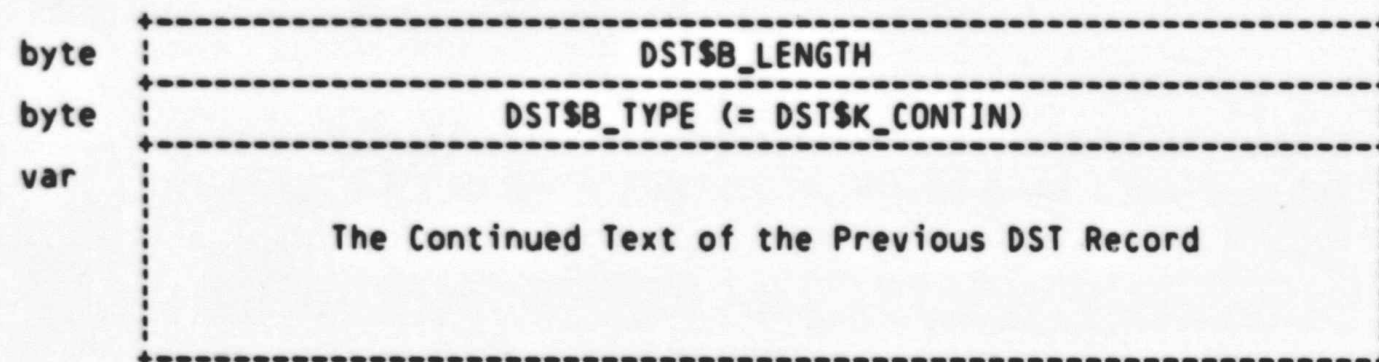 byte DST$B_LENGTH
byte DST$B_TYPE (= DST$K_CONTIN)
var
The Continued Text of the Previous DST Record